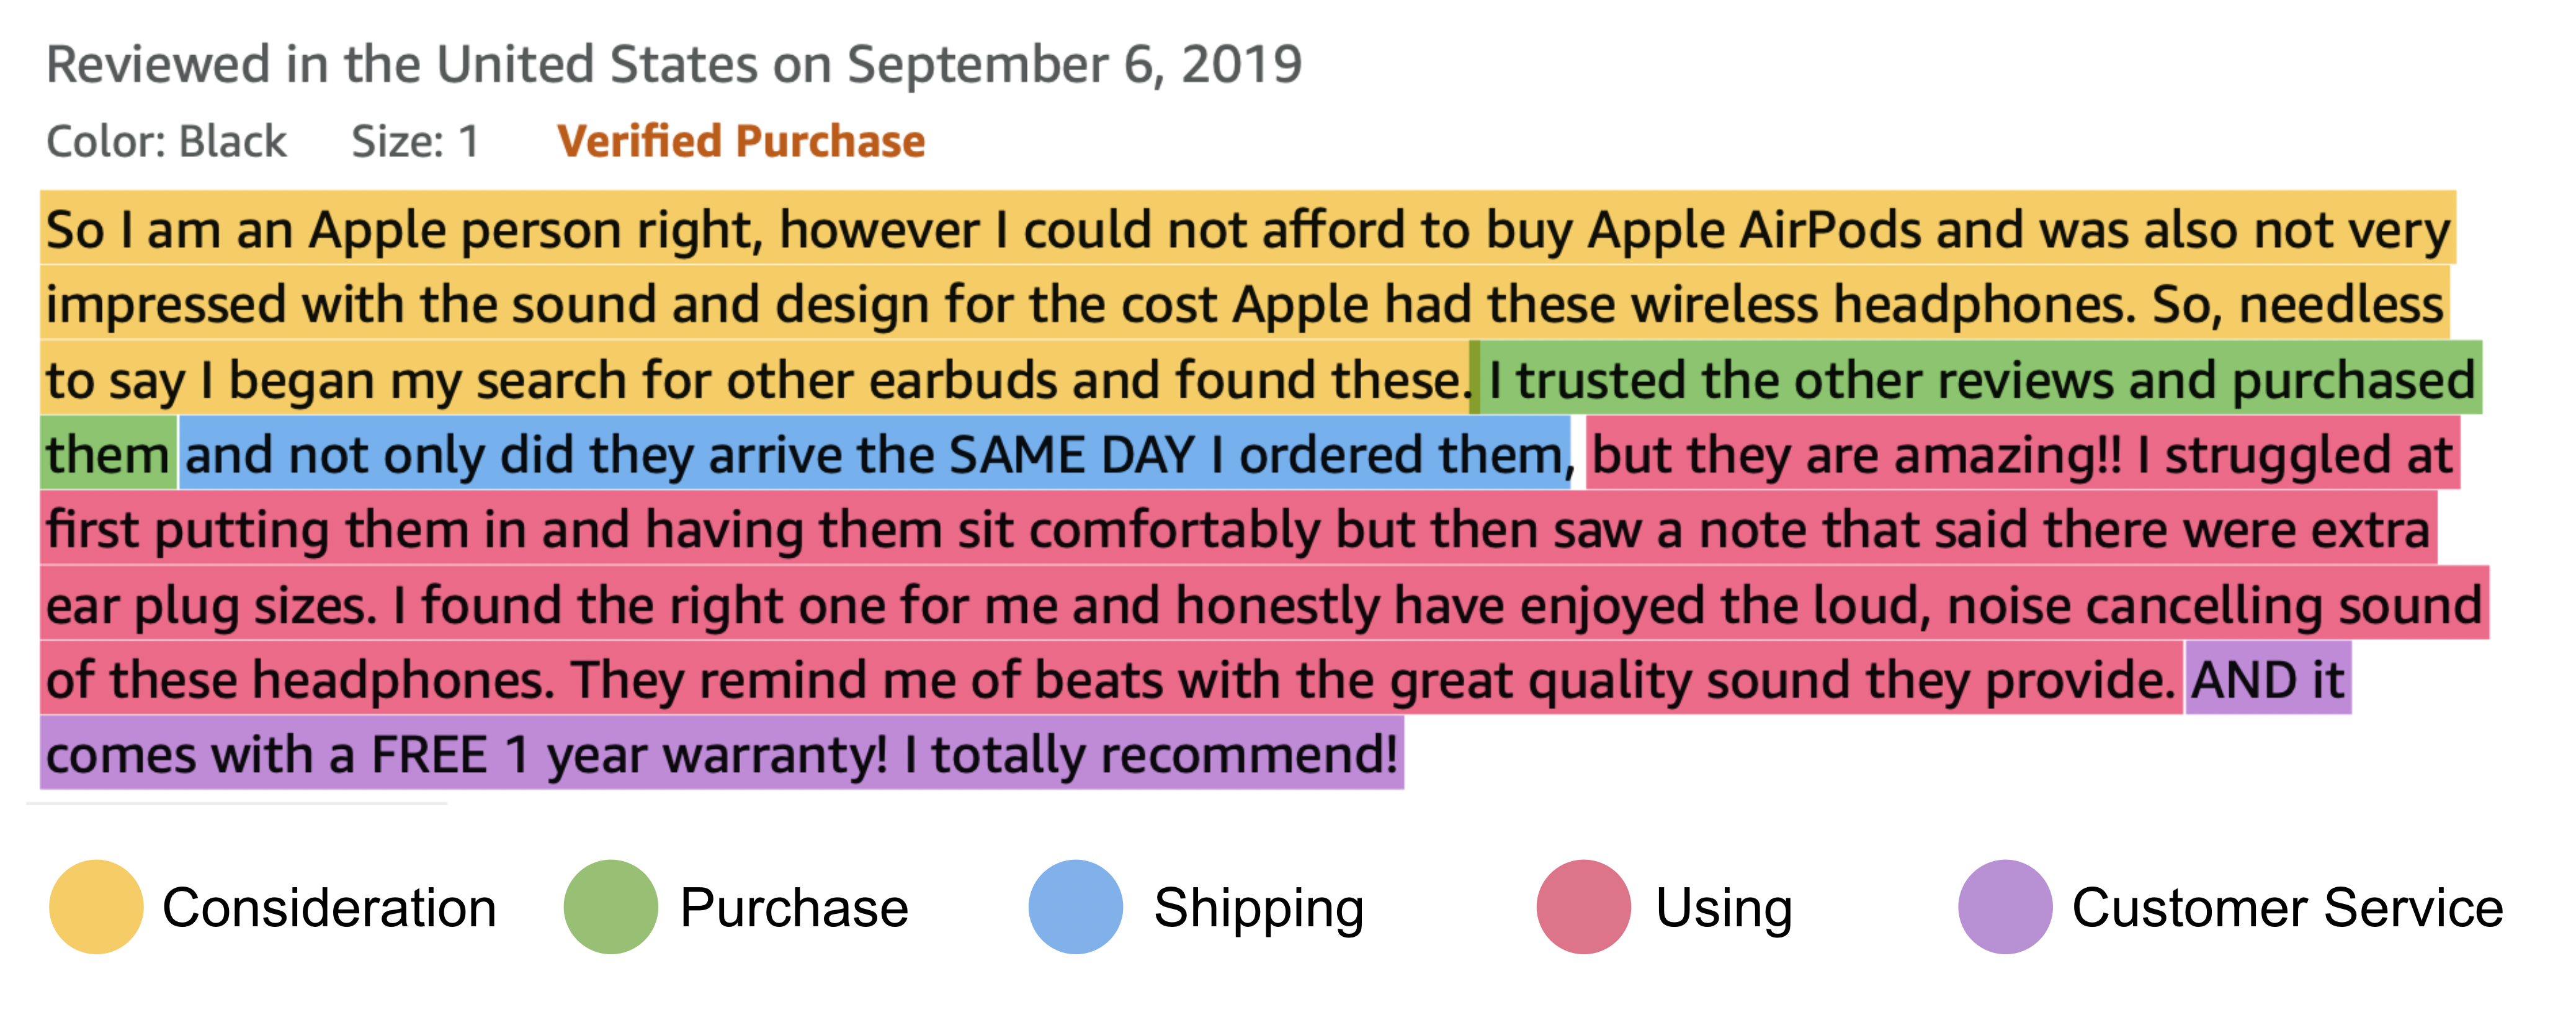 Reviewed in the United States on September 6, 2019
Color: Black Size: 1 Verified Purchase
So I am an Apple person right, however I could not afford to buy Apple AirPods and was also not very
impressed with the sound and design for the cost Apple had these wireless headphones. So, needless
to say I began my search for other earbuds and found these. I trusted the other reviews and purchased
them and not only did they arrive the SAME DAY I ordered them, but they are amazing!! I struggled at
first putting them in and having them sit comfortably but then saw a note that said there were extra
ear plug sizes. I found the right one for me and honestly have enjoyed the loud, noise cancelling sound
of these headphones. They remind me of beats with the great quality sound they provide. AND it
comes with a FREE 1 year warranty! I totally recommend!
Consideration Purchase Shipping Using Customer Service